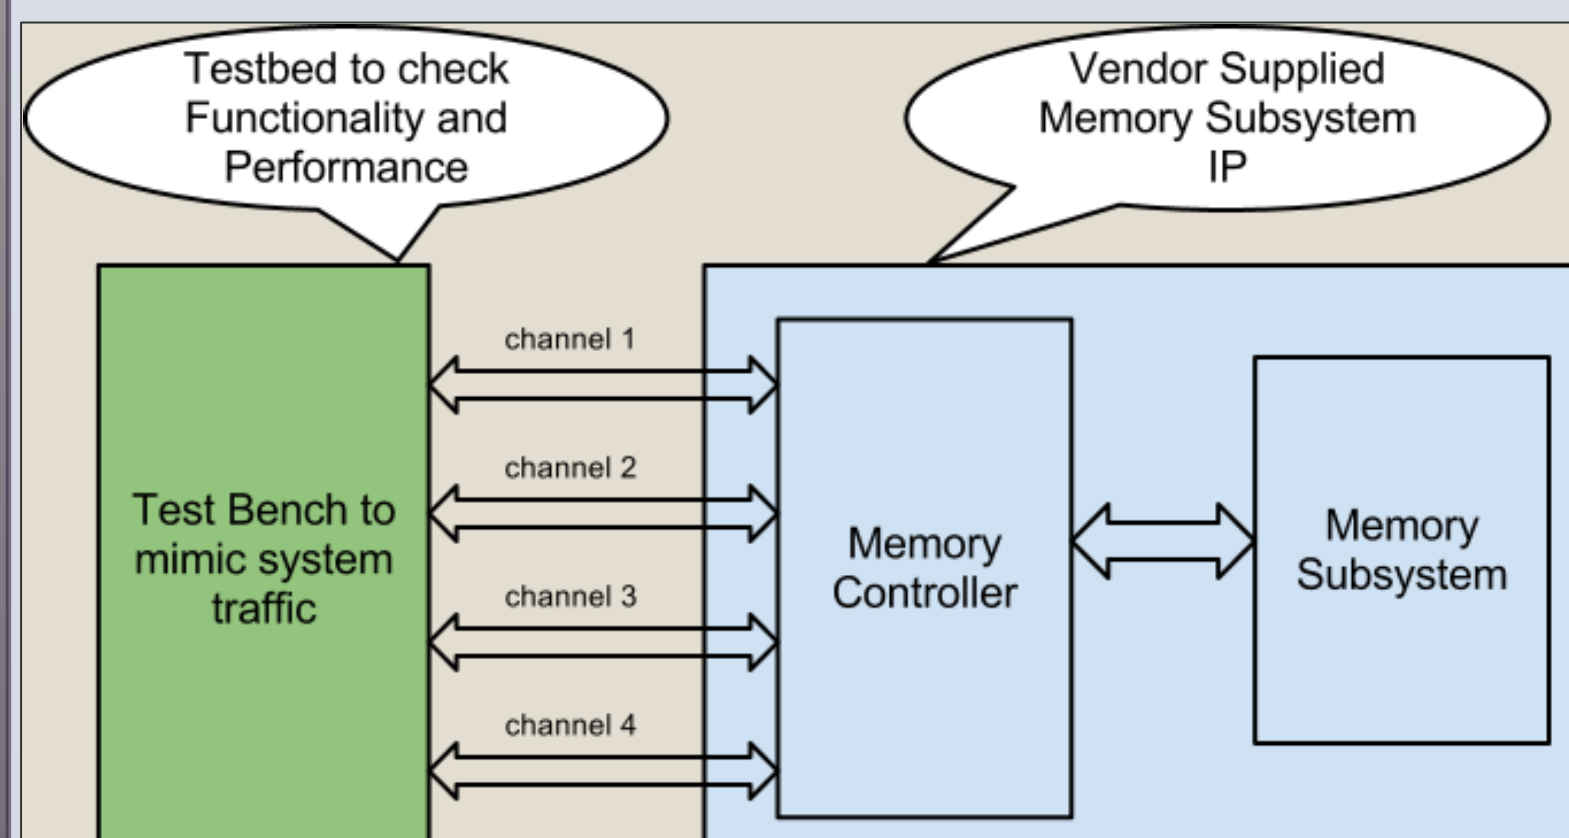 Testbed to check
Functionality and
Performance
Vendor Supplied
Memory Subsystem
IP
channel 1
channel 2
channel 3
channel 4
Test Bench to
mimic system
traffic
Memory
Controller
Memory
Subsystem